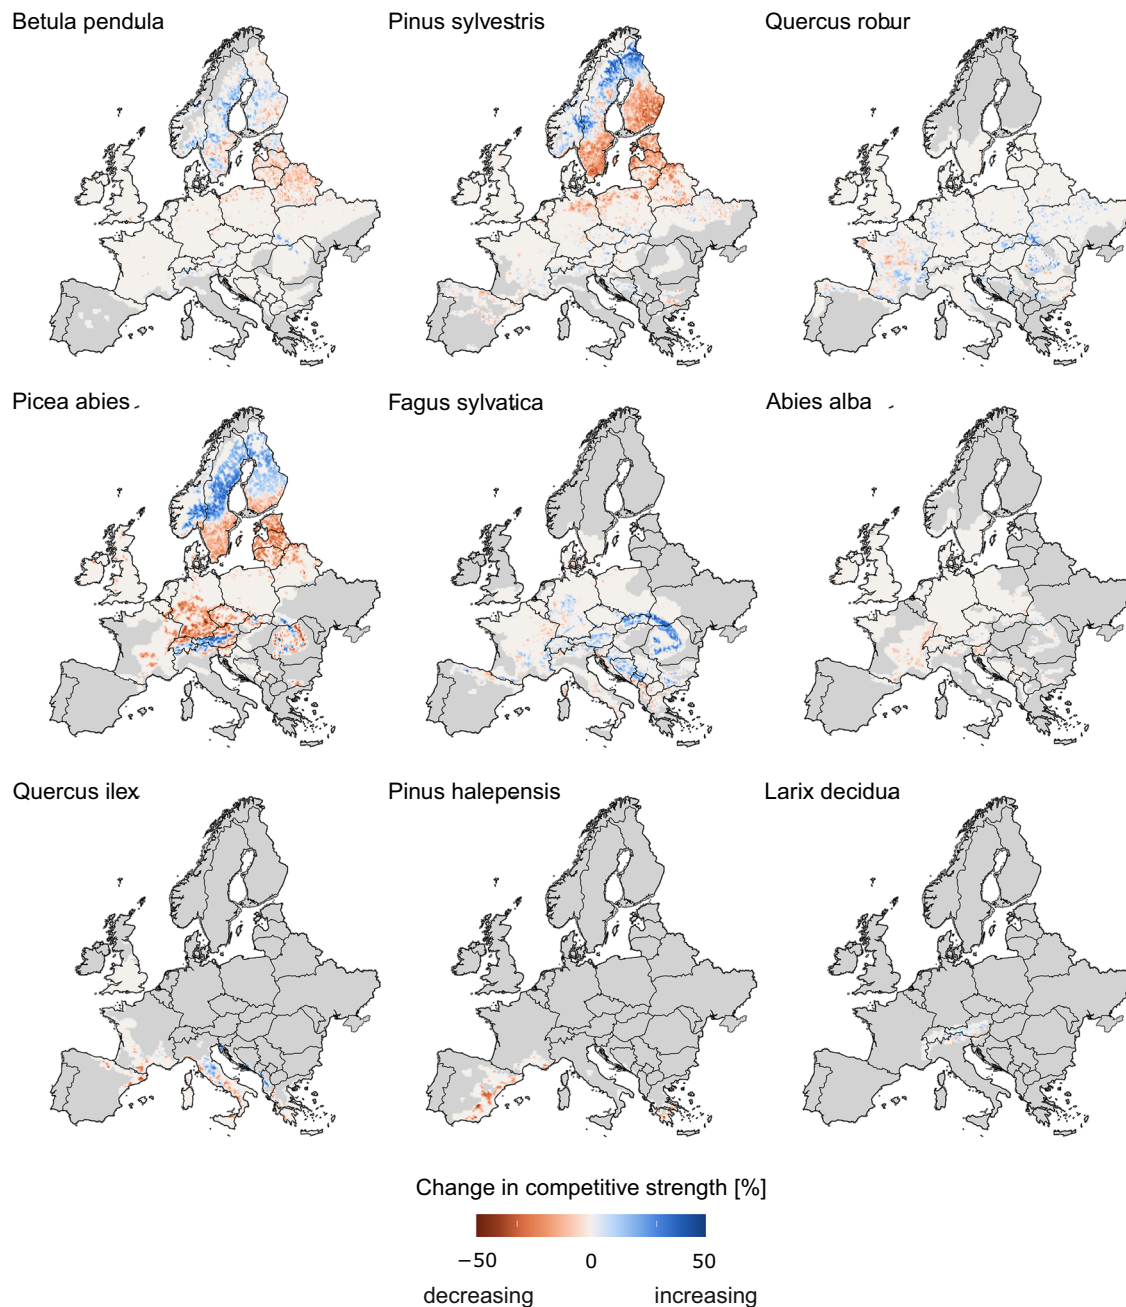 Betula pendula
Pinus sylvestris
Quercus robur
Picea abies
Fagus sylvatica
Abies alba
Quercus ilex
Pinus halepensis
Larix decidua
Change in competitive strength [%]
−50 0 50
decreasing increasing